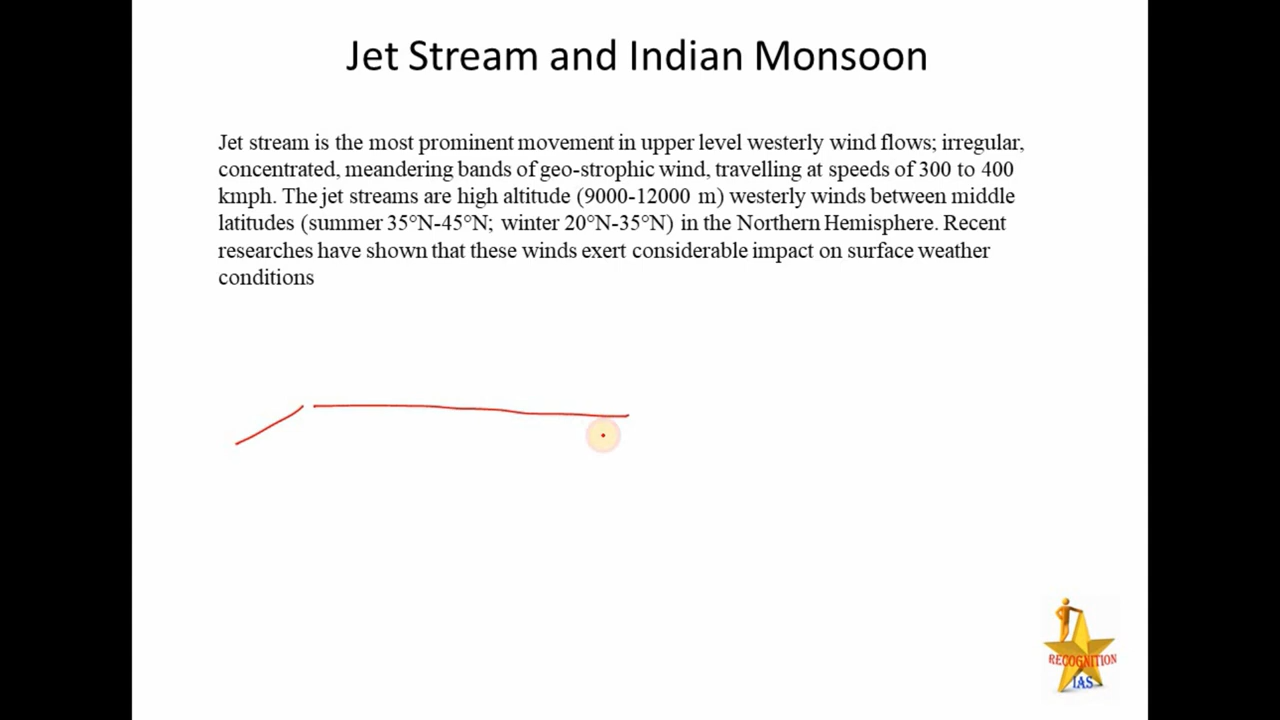 Jet Stream and Indian Monsoon
Jet stream is the most prominent movement in upper level westerly wind flows; irregular,
concentrated, meandering bands of geo-strophic wind, travelling at speeds of 300 to 400
kmph. The jet streams are high altitude (9000-12000 m) westerly winds between middle
latitudes (summer 35°N-45°N; winter 20°N-35°N) in the Northern Hemisphere. Recent
researches have shown that these winds exert considerable impact on surface weather
conditions
RECOGNITION
IAS